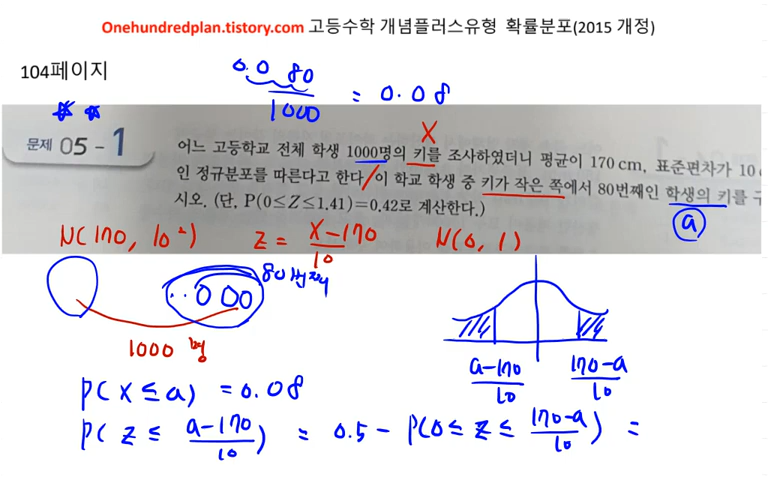 Onehundredplan.tistory.com 고등수학 개념플러스유형 확률분포(2015 개정)
104페이지
0.080
1000
= 0.08
문제 05-1
X
어느 고등학교 전체 학생 1000명의 키를 조사하였더니 평균이 170 cm, 표준편차가 10
인 정규분포를 따른다고 한다/이 학교 학생 중 키가 작은 쪽에서 80번째인 학생의 키를 구
시오. (단, P(0≤Z≤1.41)=0.42로 계산한다.)
a
N(170, 10²) Z = X-170
10
N(0, 1)
80번째
1000명
a-170
10
170-a
10
P(X≤a) = 0.08
P(Z≤ a-170/10) = 0.5 - P(0≤Z≤ 170-a/10) =